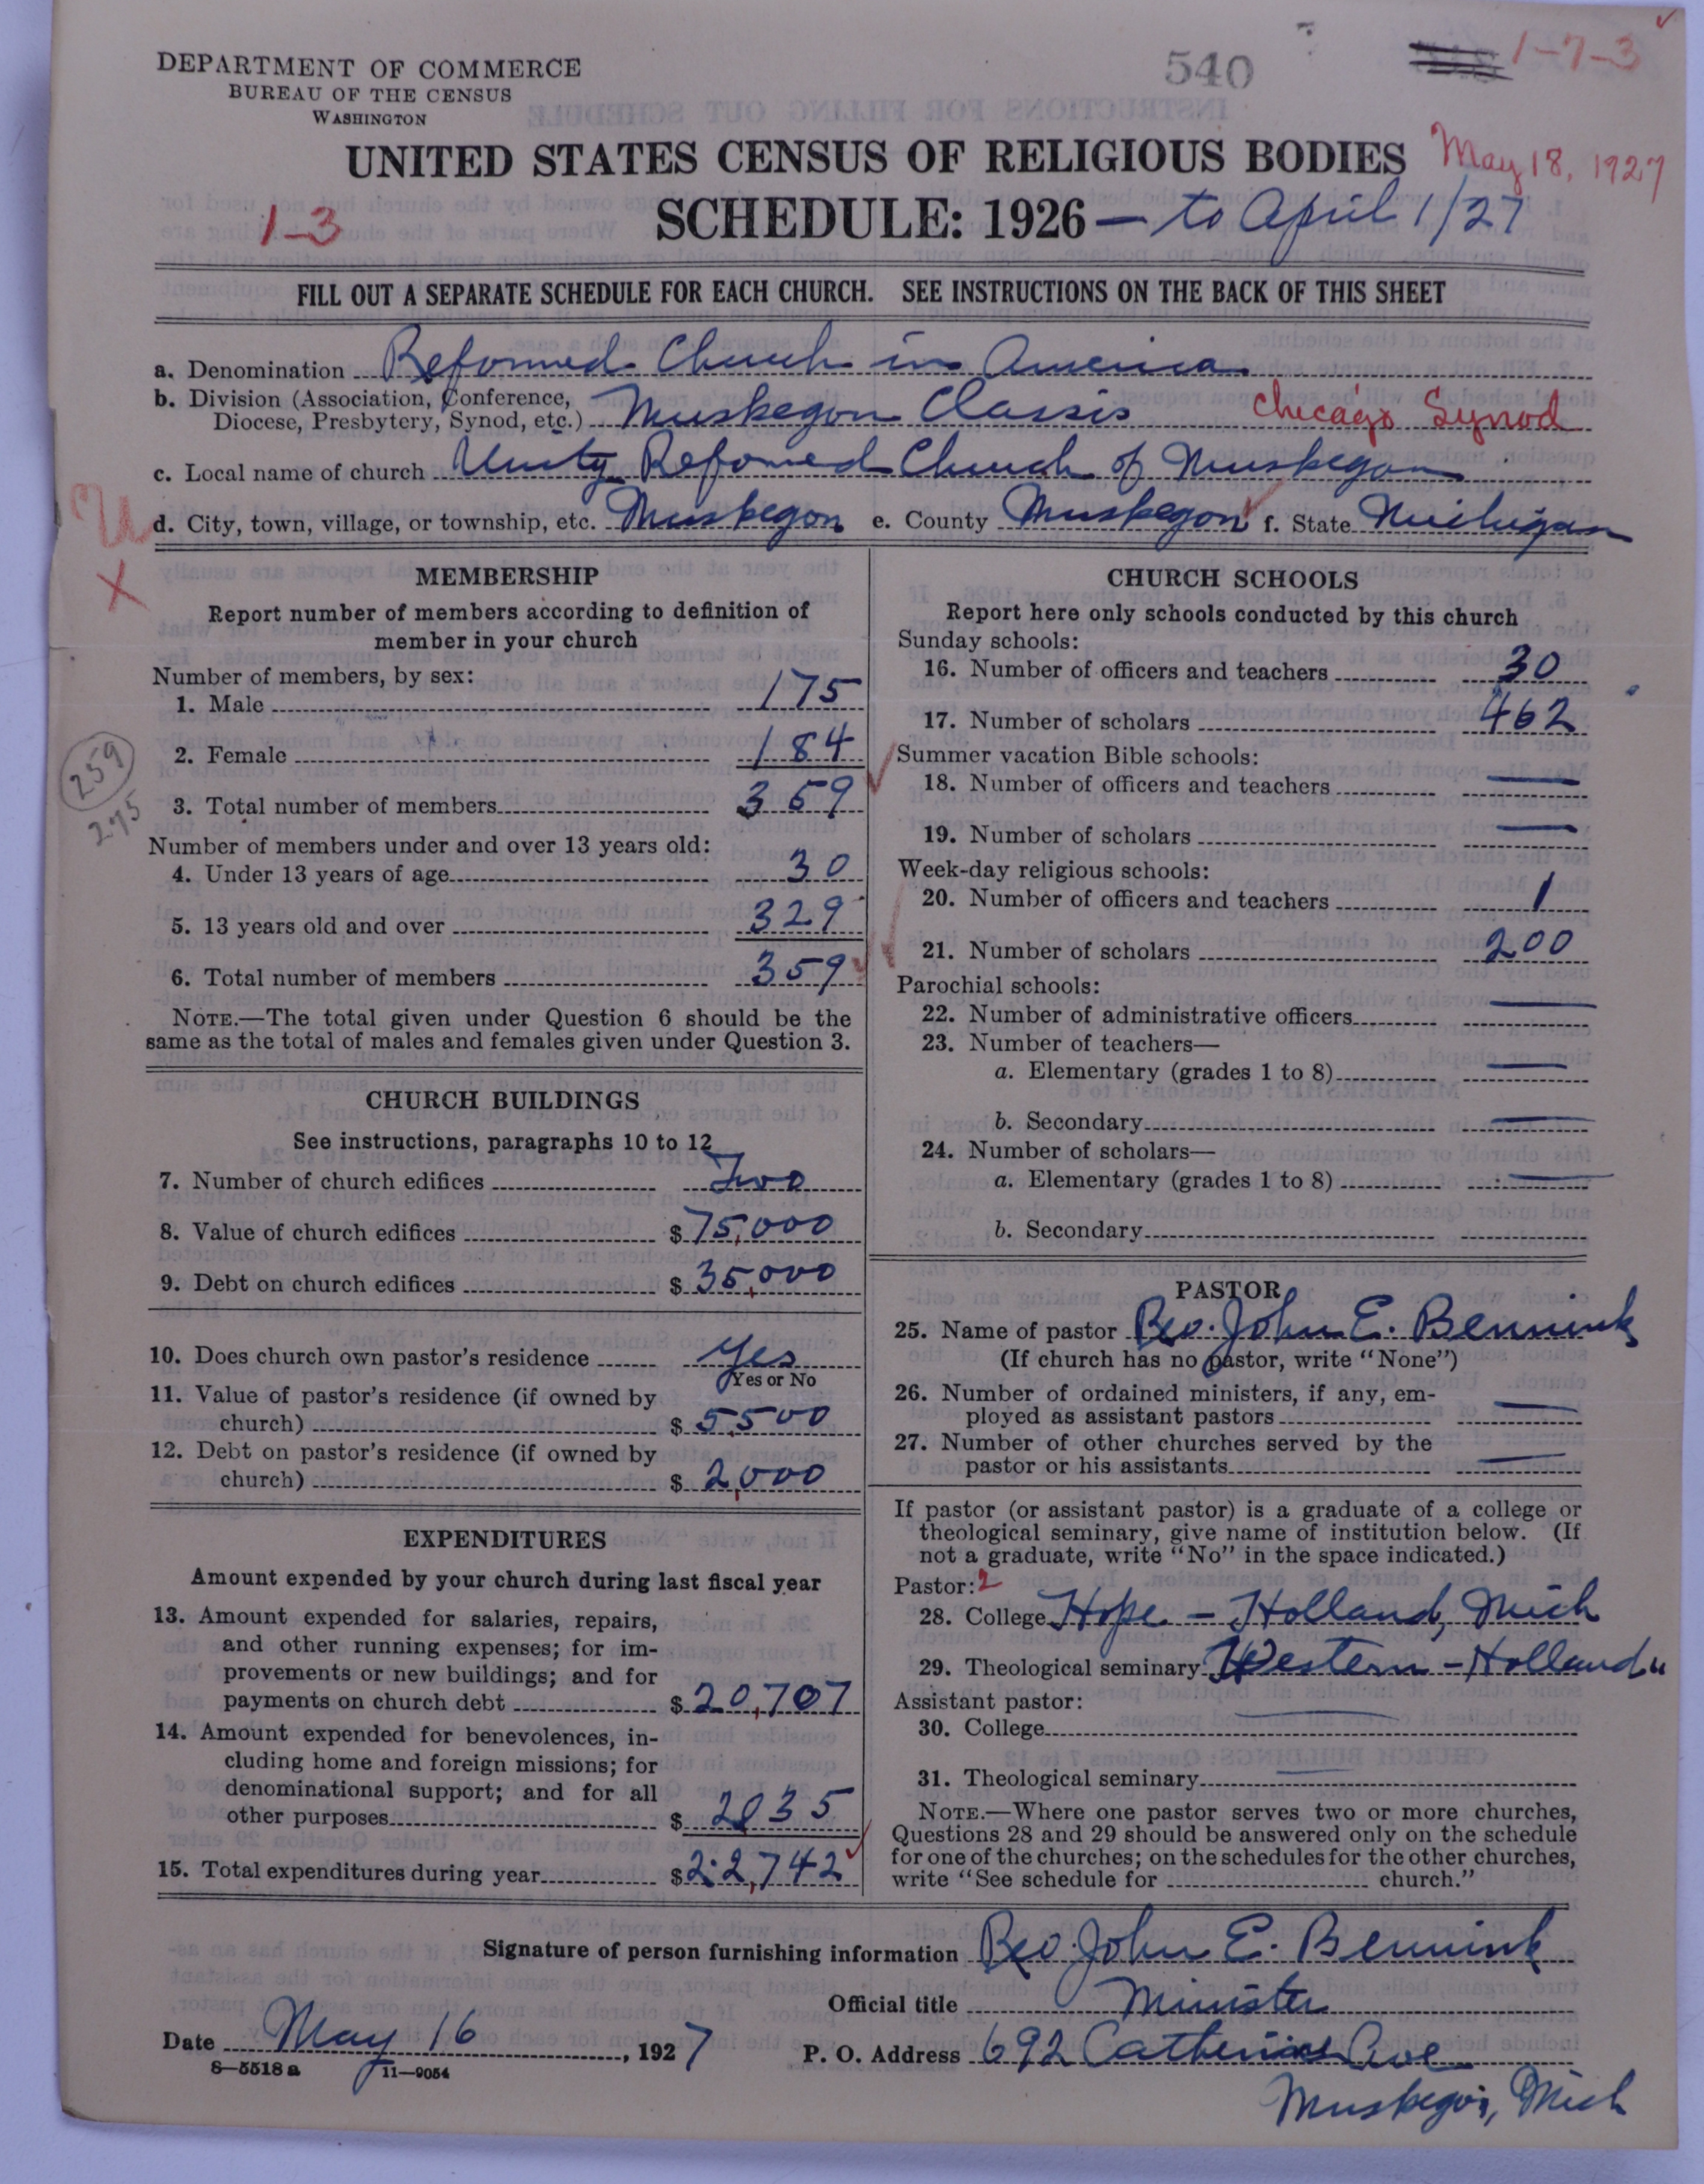 540
1-7-3
DEPARTMENT OF COMMERCE
BUREAU OF THE CENSUS
WASHINGTON
UNITED STATES CENSUS OF RELIGIOUS BODIES
May 18, 1927
1-3
SCHEDULE: 1926 — to April 1/27
FILL OUT A SEPARATE SCHEDULE FOR EACH CHURCH. SEE INSTRUCTIONS ON THE BACK OF THIS SHEET
a. Denomination Reformed Church in America
b. Division (Association, Conference,
Diocese, Presbytery, Synod, etc.) Muskegon Classis Chicago Synod
c. Local name of church Unity Reformed Church of Muskegon
U
d. City, town, village, or township, etc. Muskegon e. County Muskegon f. State Michigan
X
MEMBERSHIP
Report number of members according to definition of
member in your church
Number of members, by sex:
1. Male 175
2. Female 184
259
275
3. Total number of members 359
Number of members under and over 13 years old:
4. Under 13 years of age 30
5. 13 years old and over 329
6. Total number of members 359
NOTE.—The total given under Question 6 should be the
same as the total of males and females given under Question 3.
CHURCH BUILDINGS
See instructions, paragraphs 10 to 12
7. Number of church edifices Two
8. Value of church edifices $ 75,000
9. Debt on church edifices $ 35,000
10. Does church own pastor's residence Yes
Yes or No
11. Value of pastor's residence (if owned by
church) $ 5,500
12. Debt on pastor's residence (if owned by
church) $ 2,000
EXPENDITURES
Amount expended by your church during last fiscal year
13. Amount expended for salaries, repairs,
and other running expenses; for im-
provements or new buildings; and for
payments on church debt $ 20,707
14. Amount expended for benevolences, in-
cluding home and foreign missions; for
denominational support; and for all
other purposes $ 2035
15. Total expenditures during year $ 22,742
CHURCH SCHOOLS
Report here only schools conducted by this church
Sunday schools:
16. Number of officers and teachers 30
17. Number of scholars 462
Summer vacation Bible schools:
18. Number of officers and teachers —
19. Number of scholars —
Week-day religious schools:
20. Number of officers and teachers 1
21. Number of scholars 200
Parochial schools:
22. Number of administrative officers —
23. Number of teachers—
a. Elementary (grades 1 to 8) —
b. Secondary —
24. Number of scholars—
a. Elementary (grades 1 to 8) —
b. Secondary
PASTOR
25. Name of pastor Rev. John E. Bennink
(If church has no pastor, write "None")
26. Number of ordained ministers, if any, em-
ployed as assistant pastors —
27. Number of other churches served by the
pastor or his assistants —
If pastor (or assistant pastor) is a graduate of a college or
theological seminary, give name of institution below. (If
not a graduate, write "No" in the space indicated.)
Pastor: 2
28. College Hope - Holland, Mich
29. Theological seminary Western - Holland "
Assistant pastor:
30. College —
31. Theological seminary —
NOTE.—Where one pastor serves two or more churches,
Questions 28 and 29 should be answered only on the schedule
for one of the churches; on the schedules for the other churches,
write "See schedule for church."
Signature of person furnishing information Rev. John E. Bennink
Official title Minister
Date May 16, 1927
P. O. Address 692 Catherine Ave
Muskegon, Mich
8—5518 a 11—9054